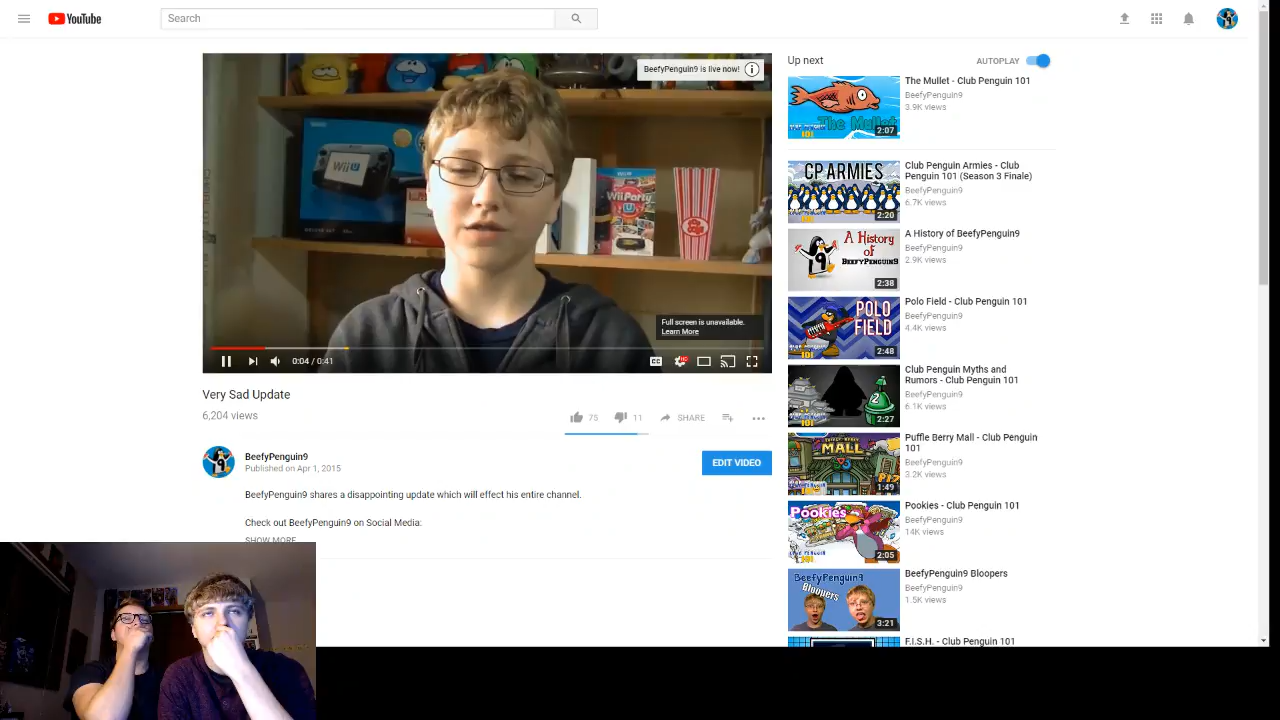 YouTube
Search
BeefyPenguin9 is live now!
WiiU
Wii Party
Full screen is unavailable.
Learn More
0:04 / 0:41
CC
HD
Very Sad Update
6,204 views
75
11
SHARE
BeefyPenguin9
Published on Apr 1, 2015
EDIT VIDEO
BeefyPenguin9 shares a disappointing update which will effect his entire channel.
Check out BeefyPenguin9 on Social Media:
SHOW MORE
Up next
AUTOPLAY
The Mullet
2:07
The Mullet - Club Penguin 101
BeefyPenguin9
3.9K views
CP ARMIES
2:20
Club Penguin Armies - Club
Penguin 101 (Season 3 Finale)
BeefyPenguin9
6.7K views
A History
of
BEEFYPENGUIN9
2:38
A History of BeefyPenguin9
BeefyPenguin9
2.9K views
POLO
FIELD
101
2:48
Polo Field - Club Penguin 101
BeefyPenguin9
4.4K views
101
2:27
Club Penguin Myths and
Rumors - Club Penguin 101
BeefyPenguin9
6.1K views
MALL
101
1:49
Puffle Berry Mall - Club Penguin
101
BeefyPenguin9
3.2K views
Pookies
101
2:05
Pookies - Club Penguin 101
BeefyPenguin9
14K views
BeefyPenguin9
Bloopers
3:21
BeefyPenguin9 Bloopers
BeefyPenguin9
1.5K views
F.I.S.H. - Club Penguin 101